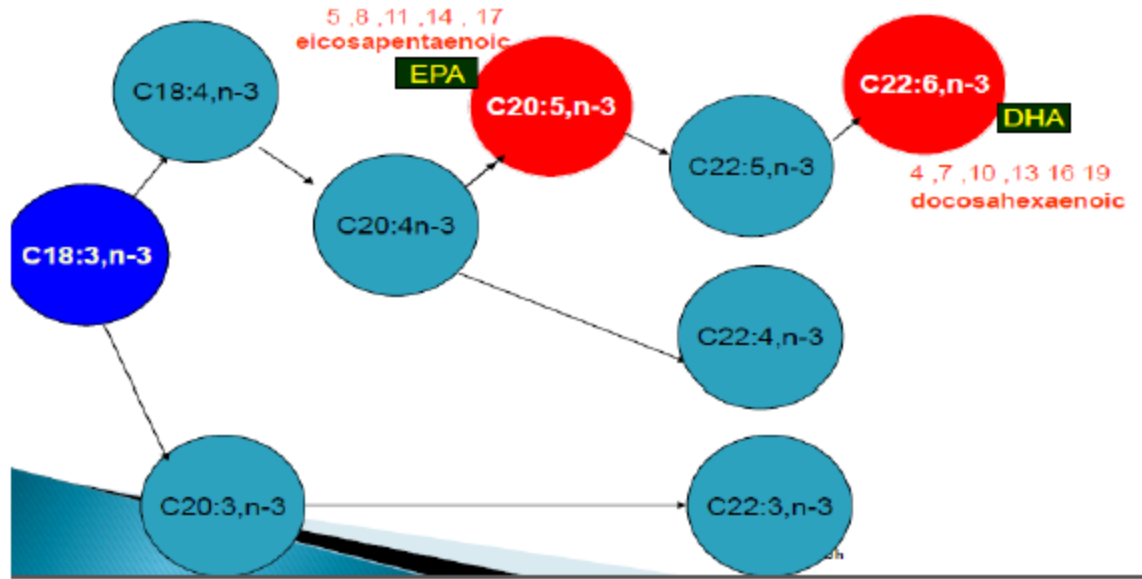 5 ,8 ,11 ,14 , 17
eicosapentaenoic
EPA
C18:4,n-3
C20:5,n-3
C22:6,n-3
DHA
C22:5,n-3
4 ,7 ,10 ,13 16 19
docosahexaenoic
C20:4n-3
C18:3,n-3
C22:4,n-3
C20:3,n-3
C22:3,n-3